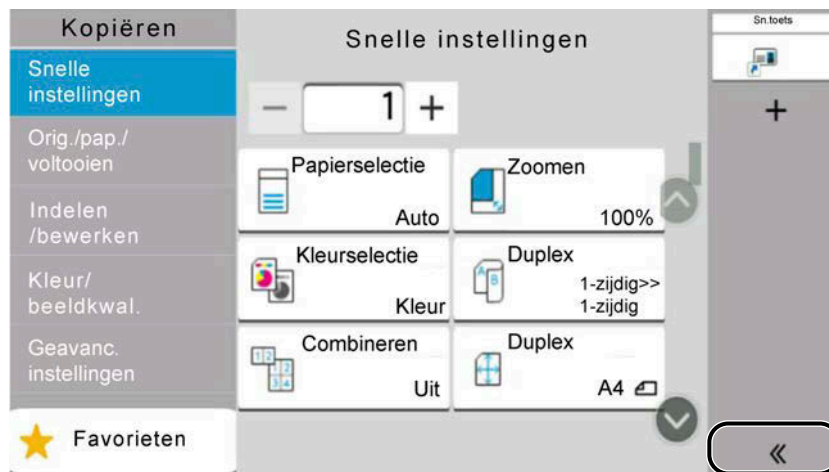 Kopiëren
Snelle
instellingen
Orig./pap./
voltooien
Indelen
/bewerken
Kleur/
beeldkwal.
Geavanc.
instellingen
Favorieten
Snelle instellingen
− 1 +
Papierselectie
Auto
Zoomen
100%
Kleurselectie
Kleur
Duplex
1-zijdig>>
1-zijdig
Combineren
Uit
Duplex
A4
Sn.toets
+
«